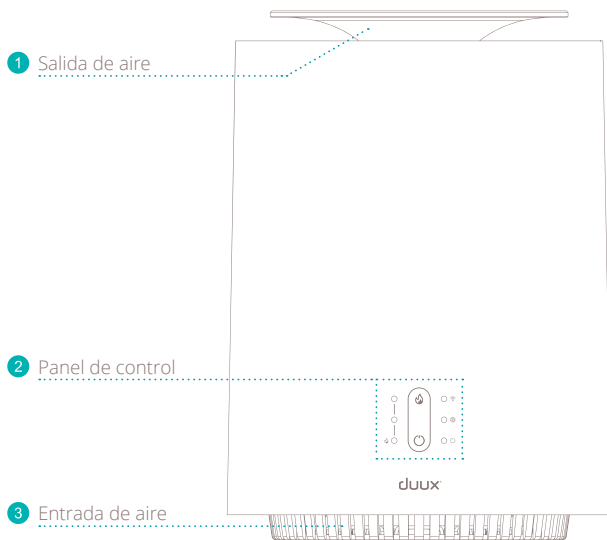 1 Salida de aire
2 Panel de control
duux
3 Entrada de aire